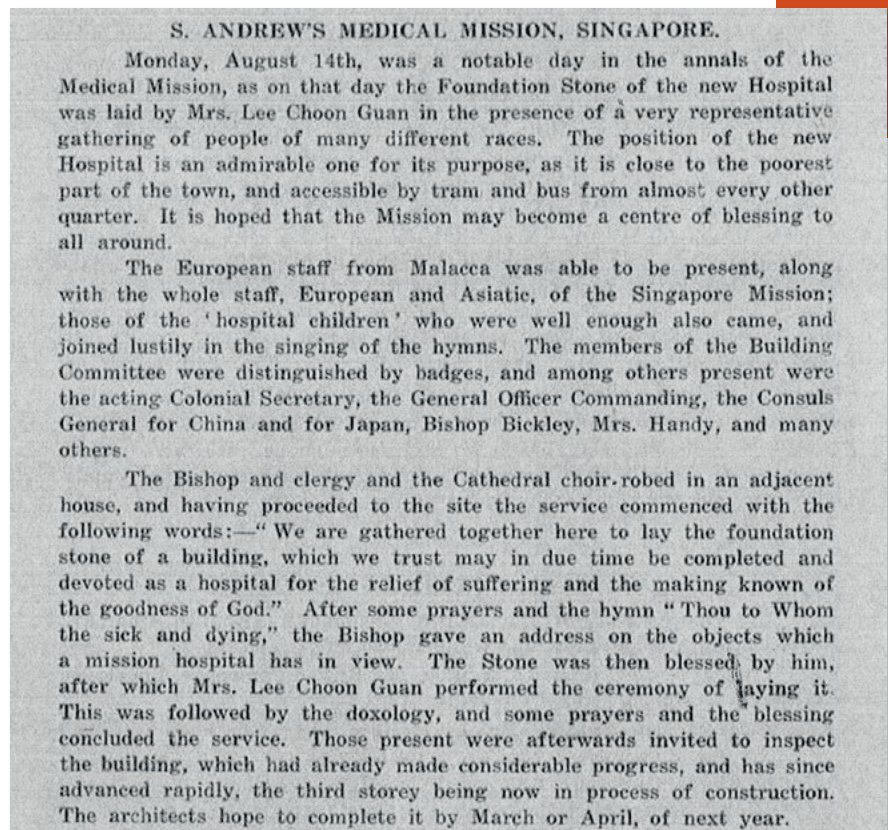 S. ANDREW'S MEDICAL MISSION, SINGAPORE.
Monday, August 14th, was a notable day in the annals of the
Medical Mission, as on that day the Foundation Stone of the new Hospital
was laid by Mrs. Lee Choon Guan in the presence of a very representative
gathering of people of many different races. The position of the new
Hospital is an admirable one for its purpose, as it is close to the poorest
part of the town, and accessible by tram and bus from almost every other
quarter. It is hoped that the Mission may become a centre of blessing to
all around.
The European staff from Malacca was able to be present, along
with the whole staff, European and Asiatic, of the Singapore Mission;
those of the ‘hospital children’ who were well enough also came, and
joined lustily in the singing of the hymns. The members of the Building
Committee were distinguished by badges, and among others present were
the acting Colonial Secretary, the General Officer Commanding, the Consuls
General for China and for Japan, Bishop Bickley, Mrs. Handy, and many
others.
The Bishop and clergy and the Cathedral choir robed in an adjacent
house, and having proceeded to the site the service commenced with the
following words:—“We are gathered together here to lay the foundation
stone of a building, which we trust may in due time be completed and
devoted as a hospital for the relief of suffering and the making known of
the goodness of God.” After some prayers and the hymn “Thou to Whom
the sick and dying,” the Bishop gave an address on the objects which
a mission hospital has in view. The Stone was then blessed by him,
after which Mrs. Lee Choon Guan performed the ceremony of laying it.
This was followed by the doxology, and some prayers and the blessing
concluded the service. Those present were afterwards invited to inspect
the building, which had already made considerable progress, and has since
advanced rapidly, the third storey being now in process of construction.
The architects hope to complete it by March or April, of next year.